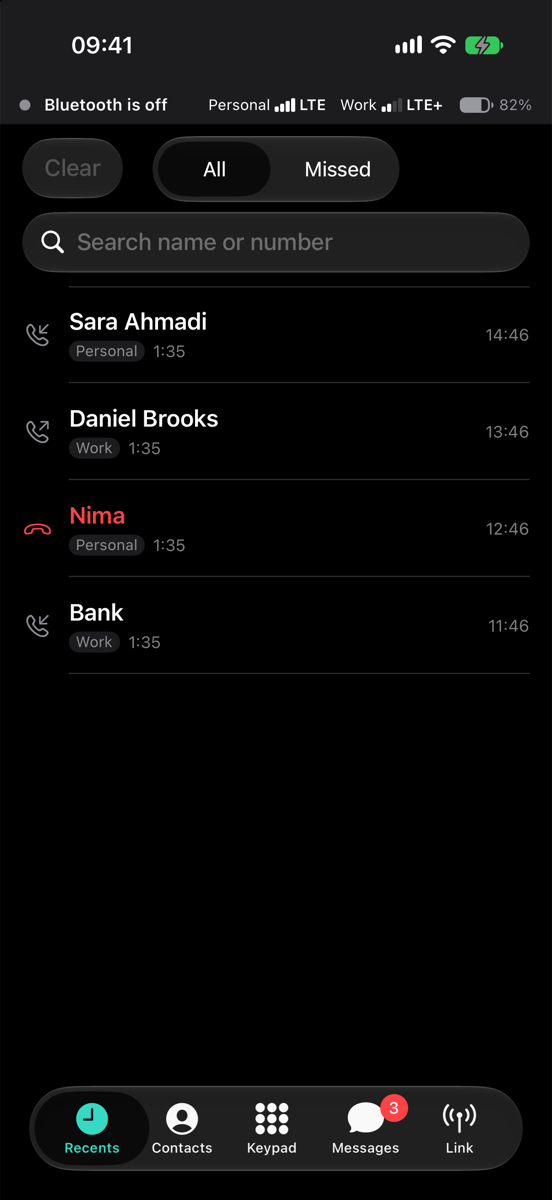 09:41
Bluetooth is off Personal LTE Work LTE+ 82%
Clear All Missed
Search name or number
Sara Ahmadi
Personal 1:35 14:46
Daniel Brooks
Work 1:35 13:46
Nima
Personal 1:35 12:46
Bank
Work 1:35 11:46
3
Recents Contacts Keypad Messages Link